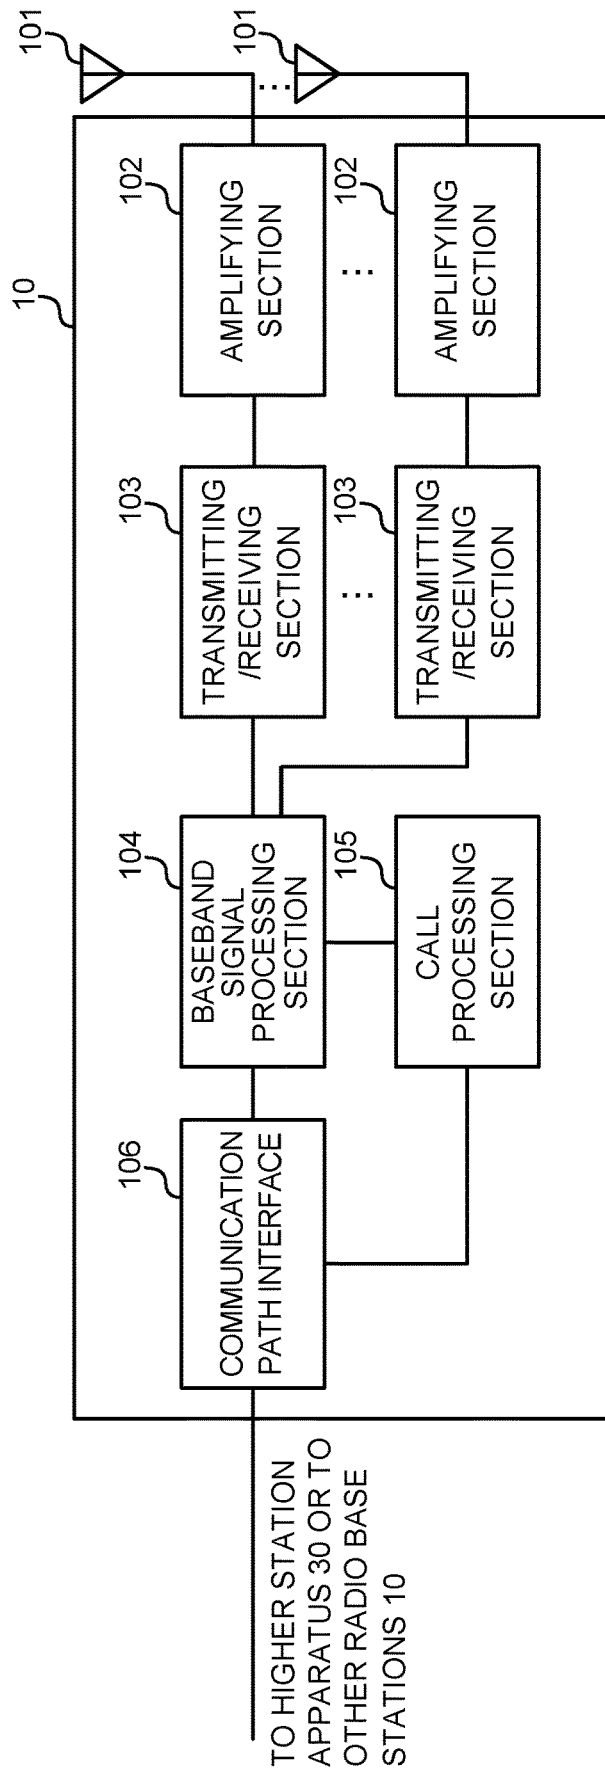 10
101
101
102
AMPLIFYING
SECTION
...
102
AMPLIFYING
SECTION
103
TRANSMITTING
/RECEIVING
SECTION
...
103
TRANSMITTING
/RECEIVING
SECTION
...
104
BASEBAND
SIGNAL
PROCESSING
SECTION
105
CALL
PROCESSING
SECTION
106
COMMUNICATION
PATH INTERFACE
TO HIGHER STATION
APPARATUS 30 OR TO
OTHER RADIO BASE
STATIONS 10